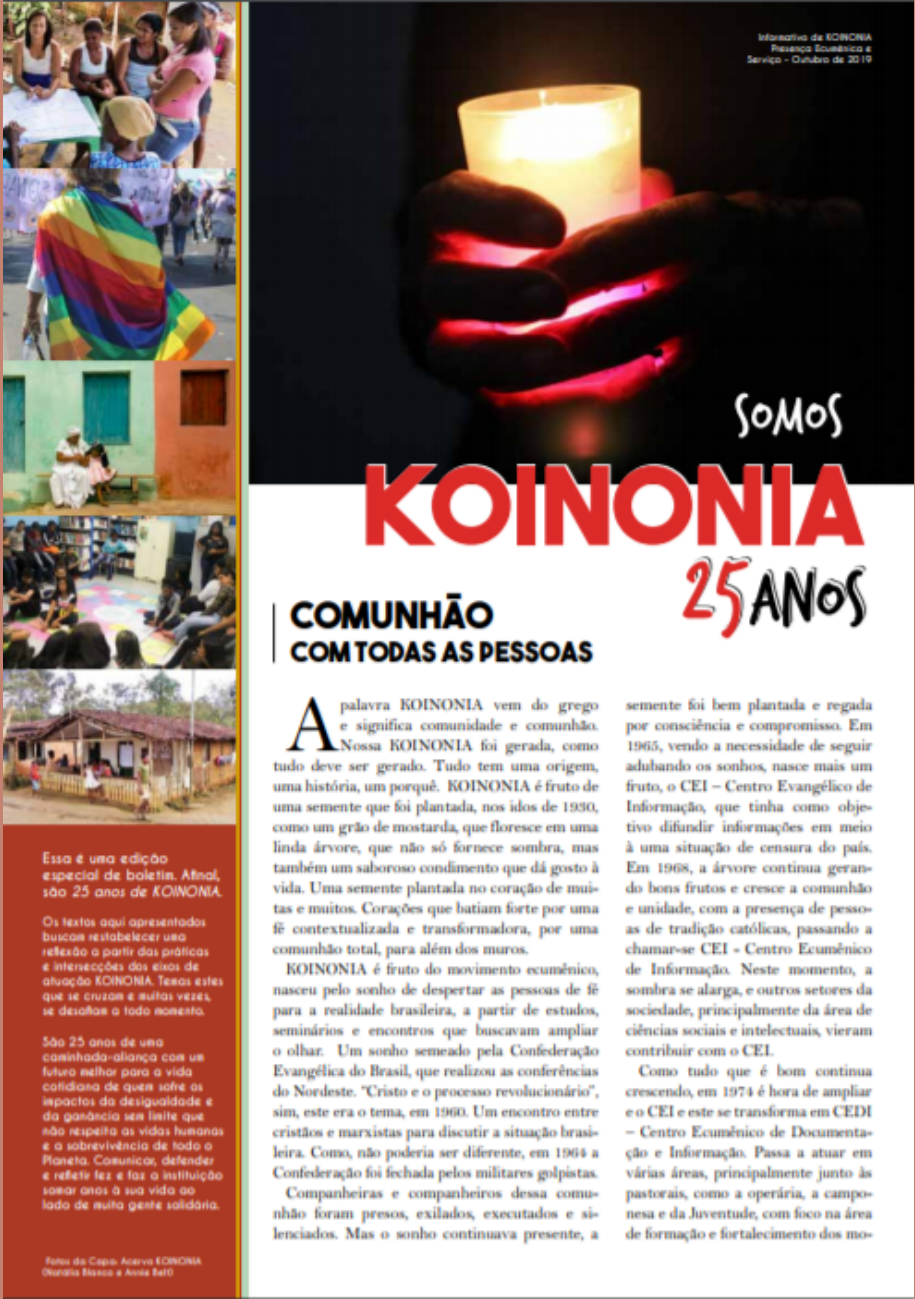 Informativo de KOINONIA
Presença Ecumênica e
Serviço - Outubro de 2019
SOMOS
KOINONIA
25 ANOS
COMUNHÃO
COM TODAS AS PESSOAS
A palavra KOINONIA vem do grego
e significa comunidade e comunhão.
Nossa KOINONIA foi gerada, como
tudo deve ser gerado. Tudo tem uma origem,
uma história, um porquê. KOINONIA é fruto de
uma semente que foi plantada, nos idos de 1930,
como um grão de mostarda, que floresce em uma
linda árvore, que não só fornece sombra, mas
também um saboroso condimento que dá gosto à
vida. Uma semente plantada no coração de mui-
tas e muitos. Corações que batiam forte por uma
fé contextualizada e transformadora, por uma
comunhão total, para além dos muros.
KOINONIA é fruto do movimento ecumênico,
nasceu pelo sonho de despertar as pessoas de fé
para a realidade brasileira, a partir de estudos,
seminários e encontros que buscavam ampliar
o olhar. Um sonho semeado pela Confederação
Evangélica do Brasil, que realizou as conferências
do Nordeste. "Cristo e o processo revolucionário",
sim, este era o tema, em 1960. Um encontro entre
cristãos e marxistas para discutir a situação brasi-
leira. Como, não poderia ser diferente, em 1964 a
Confederação foi fechada pelos militares golpistas.
Companheiras e companheiros dessa comu-
nhão foram presos, exilados, executados e si-
lenciados. Mas o sonho continuava presente, a
semente foi bem plantada e regada
por consciência e compromisso. Em
1965, vendo a necessidade de seguir
adubando os sonhos, nasce mais um
fruto, o CEI – Centro Evangélico de
Informação, que tinha como obje-
tivo difundir informações em meio
à uma situação de censura do país.
Em 1968, a árvore continua geran-
do bons frutos e cresce a comunhão
e unidade, com a presença de pesso-
as de tradição católicas, passando a
chamar-se CEI - Centro Ecumênico
de Informação. Neste momento, a
sombra se alarga, e outros setores da
sociedade, principalmente da área de
ciências sociais e intelectuais, vieram
contribuir com o CEI.
Como tudo que é bom continua
crescendo, em 1974 é hora de ampliar
e o CEI e este se transforma em CEDI
– Centro Ecumênico de Documenta-
ção e Informação. Passa a atuar em
várias áreas, principalmente junto às
pastorais, como a operária, a campo-
nesa e da Juventude, com foco na área
de formação e fortalecimento dos mo-
Essa é uma edição
especial de boletim. Afinal,
são 25 anos de KOINONIA.
Os textos aqui apresentados
buscam restabelecer uma
reflexão a partir das práticas
e intersecções dos eixos de
atuação KOINONIA. Temas estes
que se cruzam e muitas vezes,
se desafiam a todo momento.
São 25 anos de uma
caminhada-aliança com um
futuro melhor para a vida
cotidiana de quem sofre os
impactos da desigualdade e
da ganância sem limite que
não respeita as vidas humanas
e a sobrevivência de todo o
Planeta. Comunicar, defender
e refletir fez e faz a instituição
somar anos à sua vida ao
lado de muita gente solidária.
Fotos da Capa: Acervo KOINONIA
(Natália Blanco e Annie Bell)